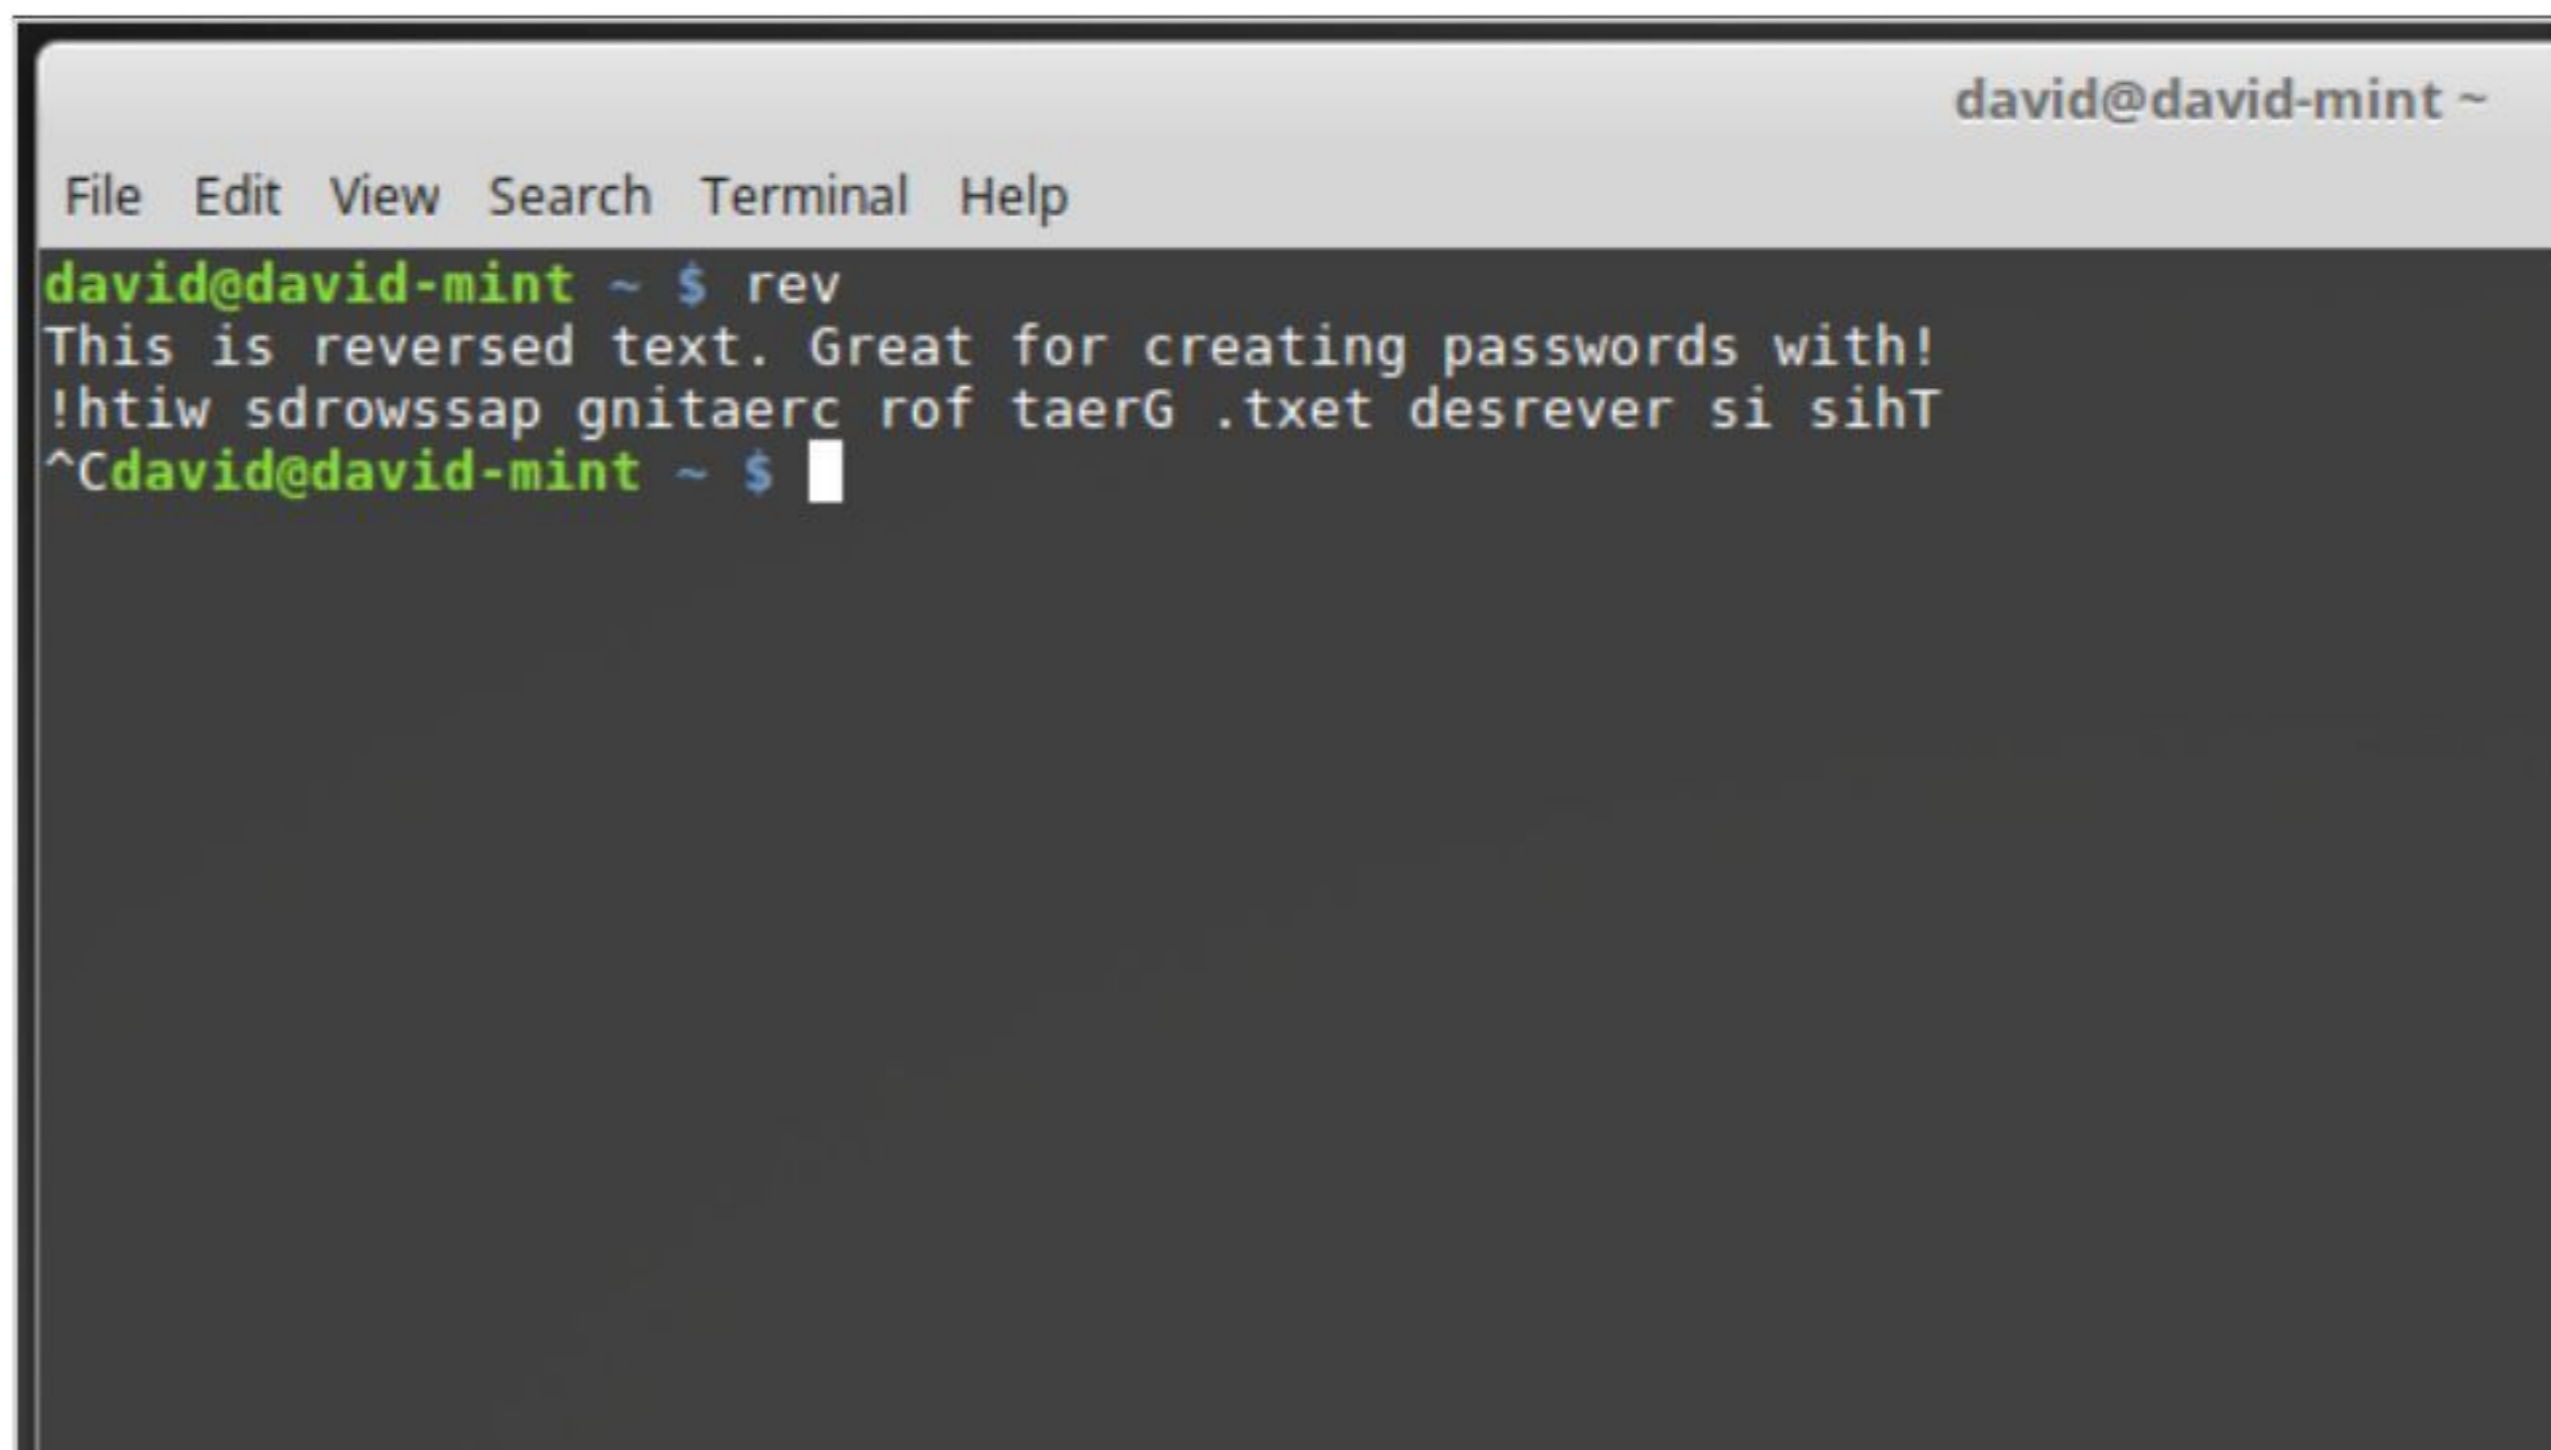 david@david-mint ~
File Edit View Search Terminal Help
david@david-mint ~ $ rev
This is reversed text. Great for creating passwords with!
!htiw sdrowssap gnitaerc rof taerG .txet desrever si sihT
^Cdavid@david-mint ~ $